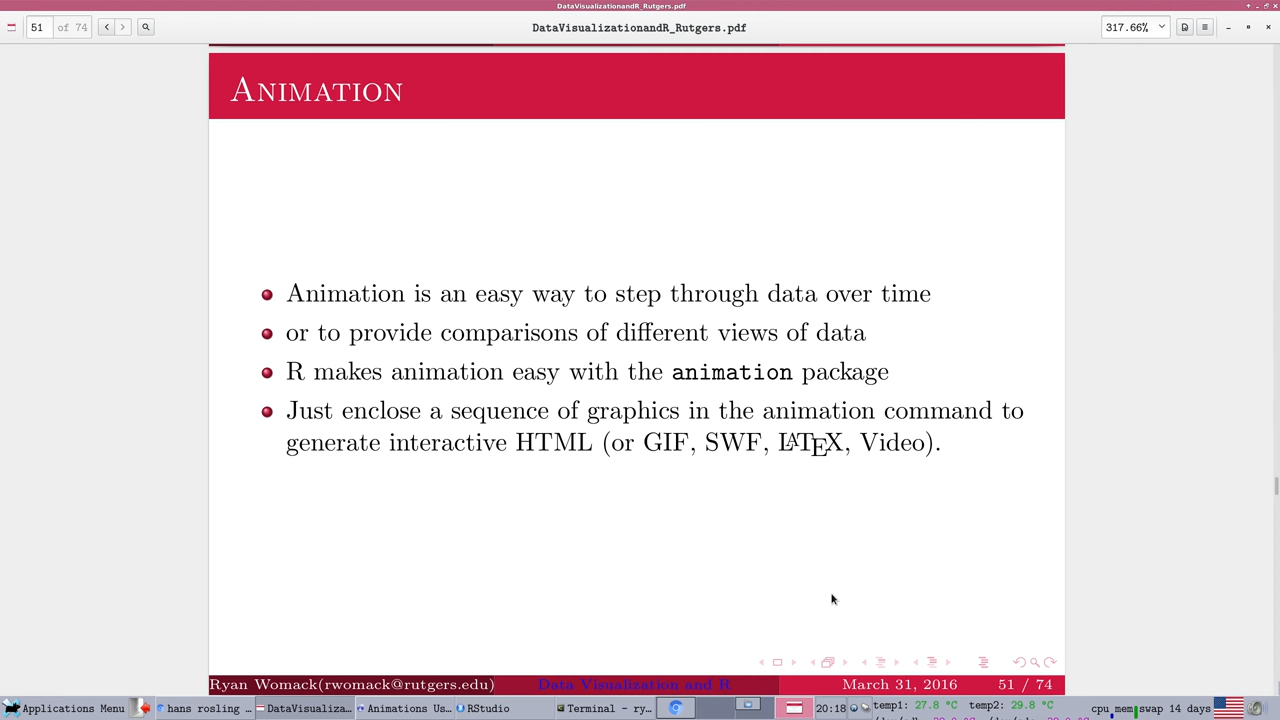 DataVisualizationandR_Rutgers.pdf
51 of 74
DataVisualizationandR_Rutgers.pdf
317.66%
ANIMATION
Animation is an easy way to step through data over time
or to provide comparisons of different views of data
R makes animation easy with the animation package
Just enclose a sequence of graphics in the animation command to
generate interactive HTML (or GIF, SWF, LATEX, Video).
Ryan Womack(rwomack@rutgers.edu) Data Visualization and R March 31, 2016 51 / 74
Applications Menu hans rosling ... DataVisualiza... Animations Us... RStudio Terminal - ry... 20:18 temp1: 27.8 °C temp2: 29.8 °C cpu mem swap 14 days